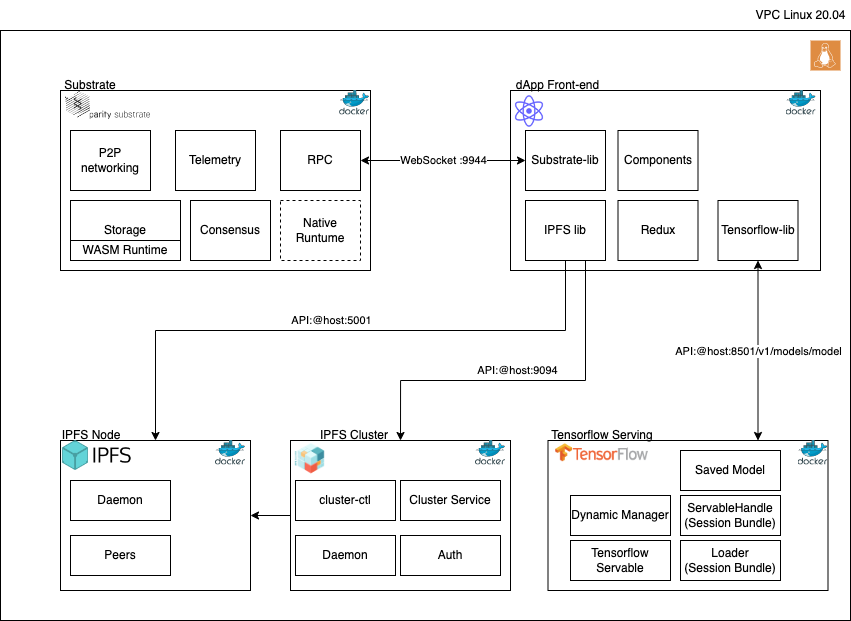 VPC Linux 20.04
Substrate
parity substrate
docker
P2P
networking
Telemetry
RPC
Storage
WASM Runtime
Consensus
Native
Runtume
WebSocket :9944
dApp Front-end
docker
Substrate-lib
Components
IPFS lib
Redux
Tensorflow-lib
API:@host:5001
API:@host:9094
API:@host:8501/v1/models/model
IPFS Node
IPFS
docker
Daemon
Peers
IPFS Cluster
docker
cluster-ctl
Cluster Service
Daemon
Auth
Tensorflow Serving
TensorFlow
docker
Saved Model
Dynamic Manager
ServableHandle
(Session Bundle)
Tensorflow
Servable
Loader
(Session Bundle)